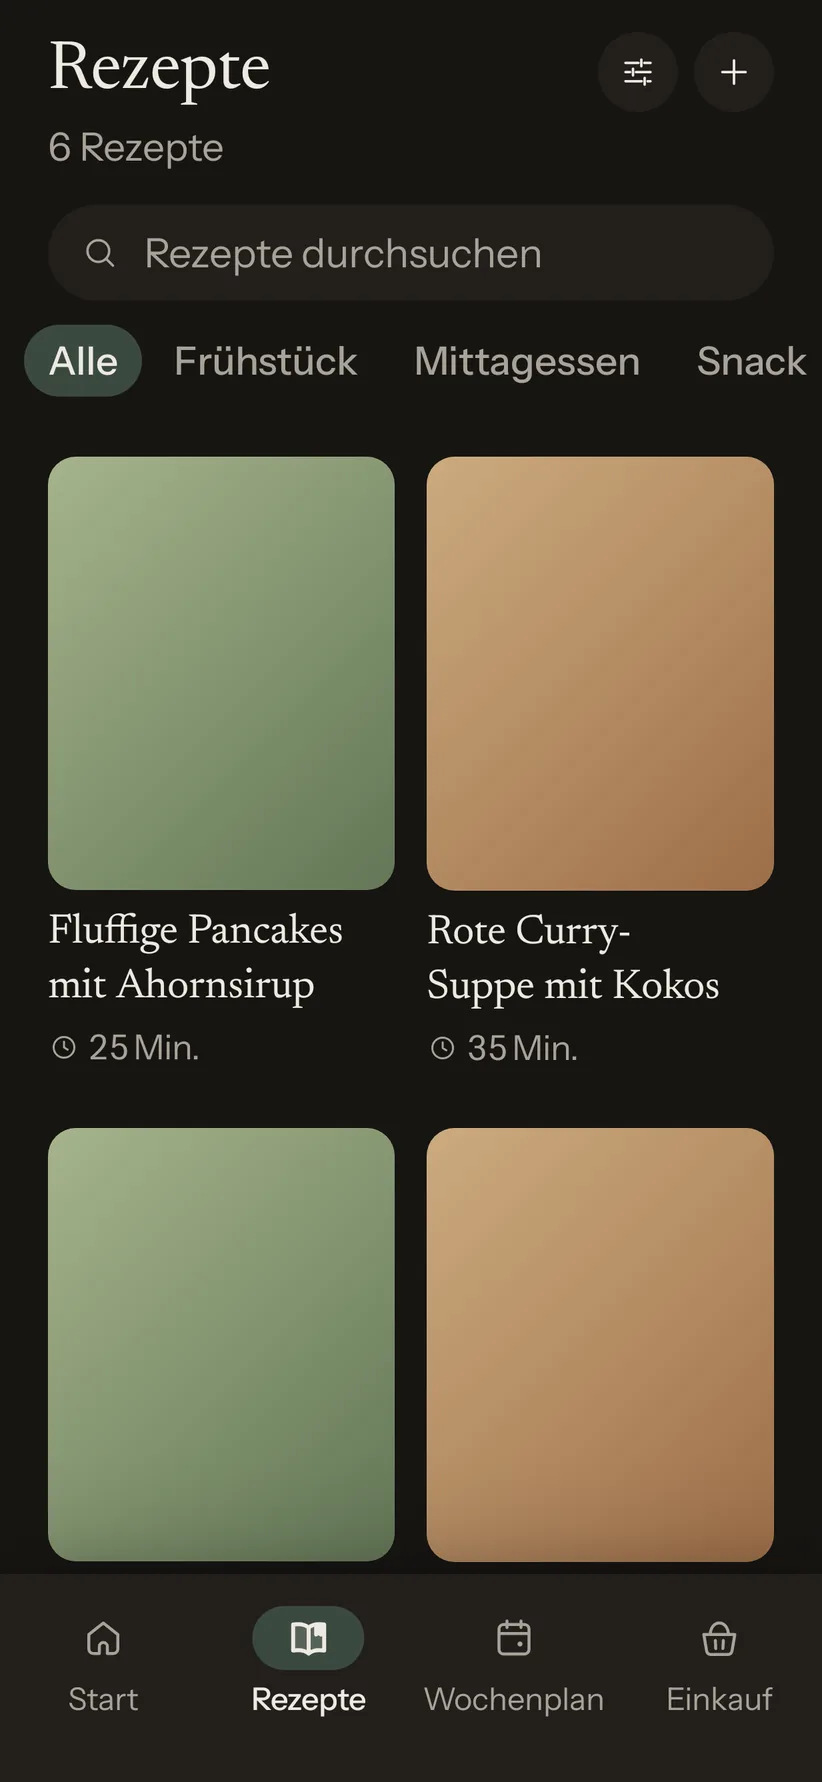 Rezepte
6 Rezepte
Rezepte durchsuchen
Alle Frühstück Mittagessen Snack
Fluffige Pancakes
mit Ahornsirup
25 Min.
Rote Curry-
Suppe mit Kokos
35 Min.
Start Rezepte Wochenplan Einkauf